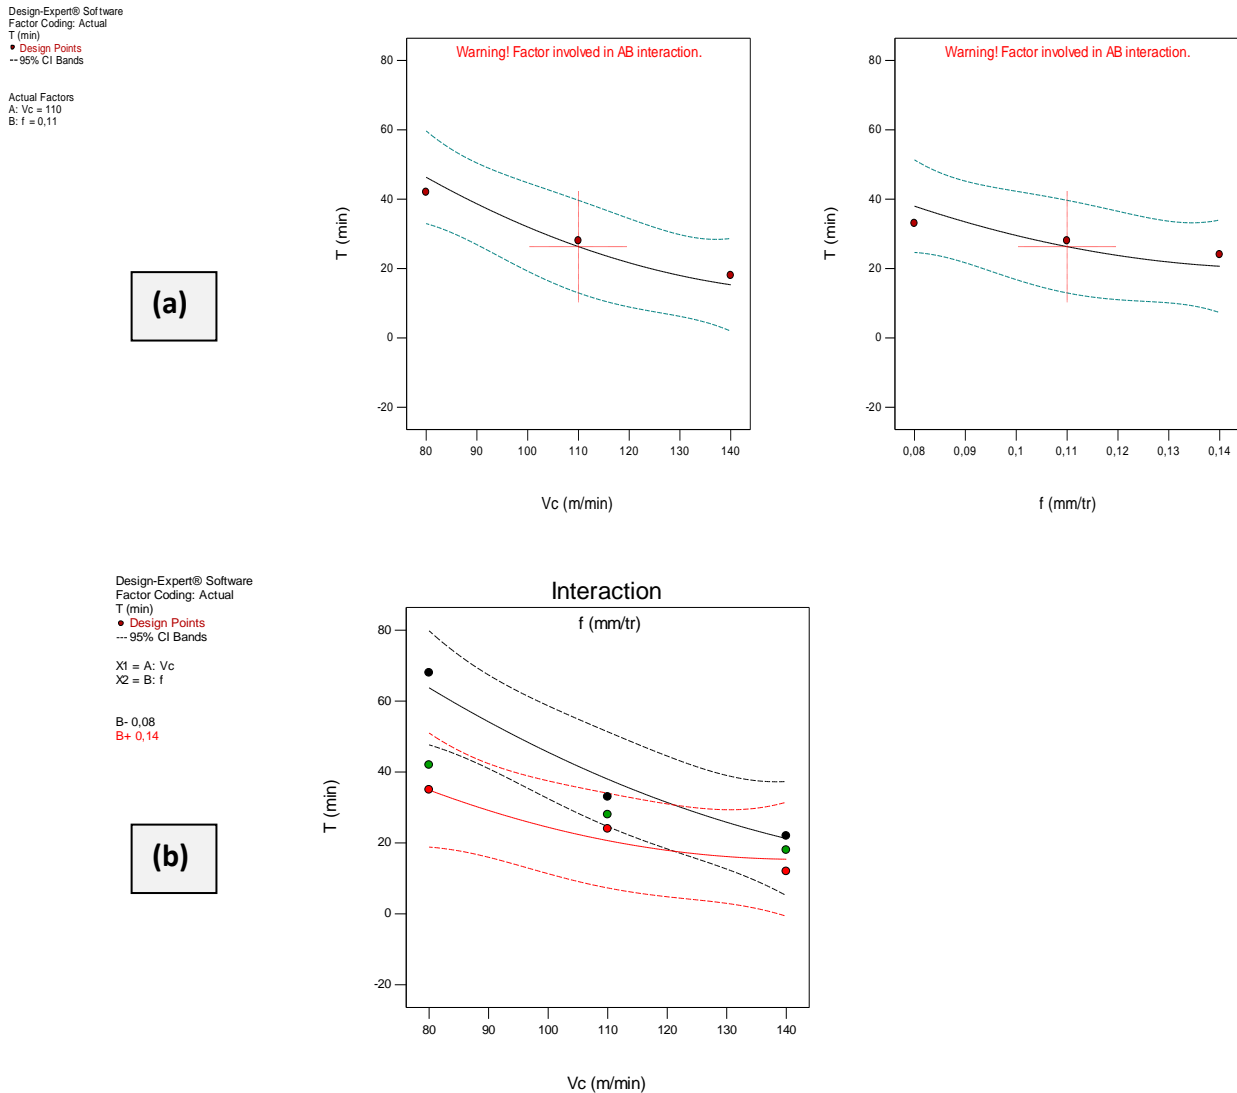 Design-Expert® Software
Factor Coding: Actual
T (min)
Design Points
95% CI Bands
Actual Factors
A: Vc = 110
B: f = 0,11
(a)
Warning! Factor involved in AB interaction.
80
60
40
20
0
-20
T (min)
80 90 100 110 120 130 140
Vc (m/min)
Warning! Factor involved in AB interaction.
80
60
40
20
0
-20
T (min)
0,08 0,09 0,1 0,11 0,12 0,13 0,14
f (mm/tr)
Design-Expert® Software
Factor Coding: Actual
T (min)
Design Points
95% CI Bands
X1 = A: Vc
X2 = B: f
B- 0,08
B+ 0,14
(b)
Interaction
f (mm/tr)
80
60
40
20
0
-20
T (min)
80 90 100 110 120 130 140
Vc (m/min)